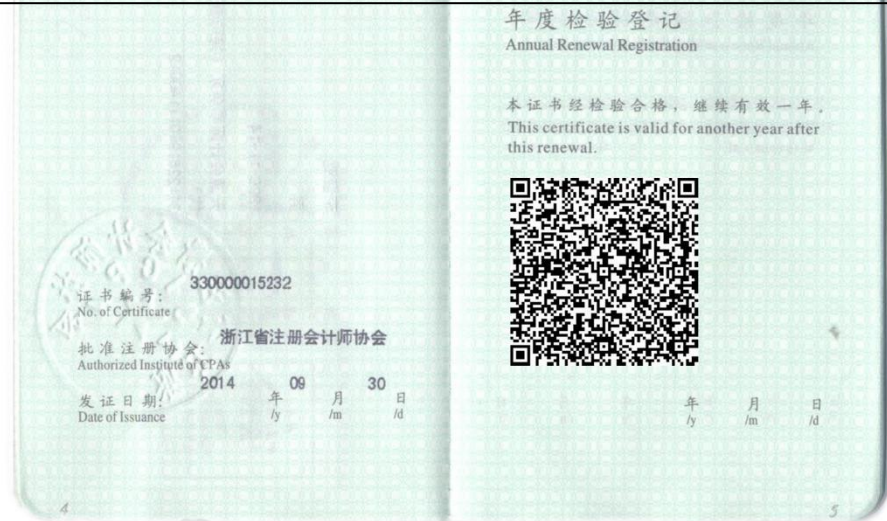 330000015232
证书编号:
No. of Certificate
浙江省注册会计师协会
批准注册协会:
Authorized Institute of CPAs
2014 09 30
发证日期: 年 月 日
Date of Issuance /y /m /d
4
年度检验登记
Annual Renewal Registration
本证书经检验合格，继续有效一年.
This certificate is valid for another year after
this renewal.
年 月 日
/y /m /d
5